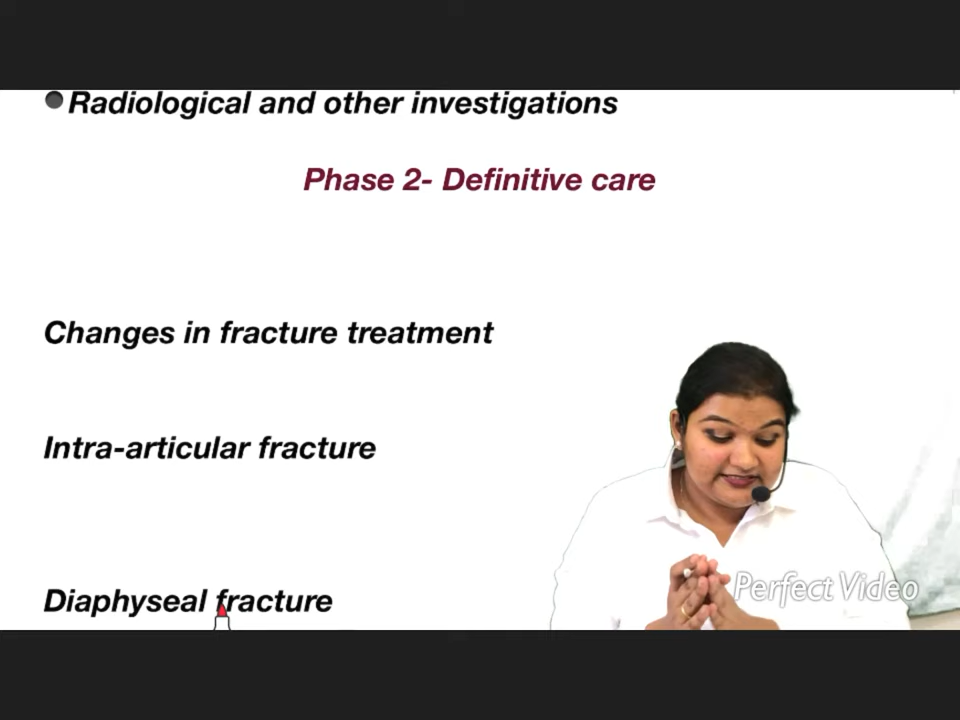 Radiological and other investigations
Phase 2- Definitive care
Changes in fracture treatment
Intra-articular fracture
Diaphyseal fracture
Perfect Video